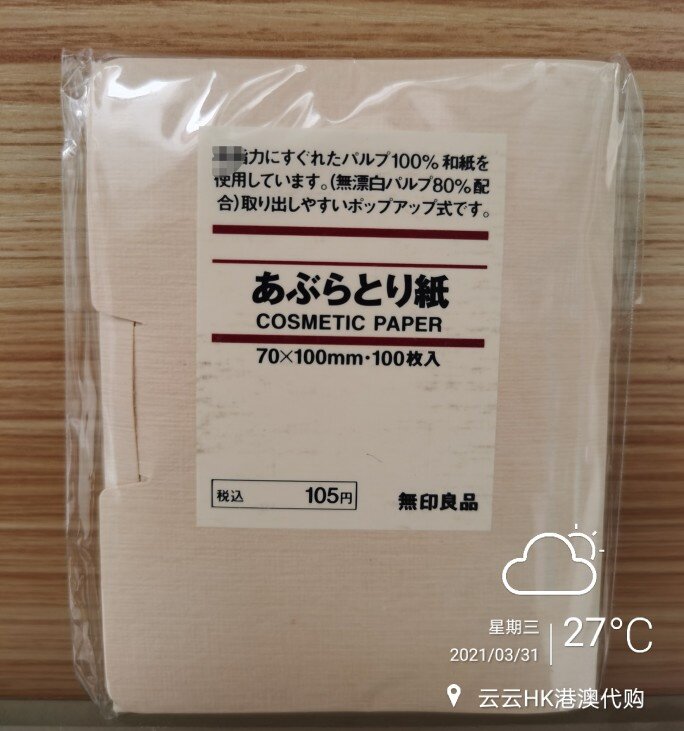 力にすぐれたパルプ100%和紙を
使用しています。(無漂白パルプ80%配
合)取り出しやすいポップアップ式です。
あぶらとり紙
COSMETIC PAPER
70×100mm・100枚入
税込 105円
無印良品
星期三
2021/03/31
27°C
云云HK港澳代购